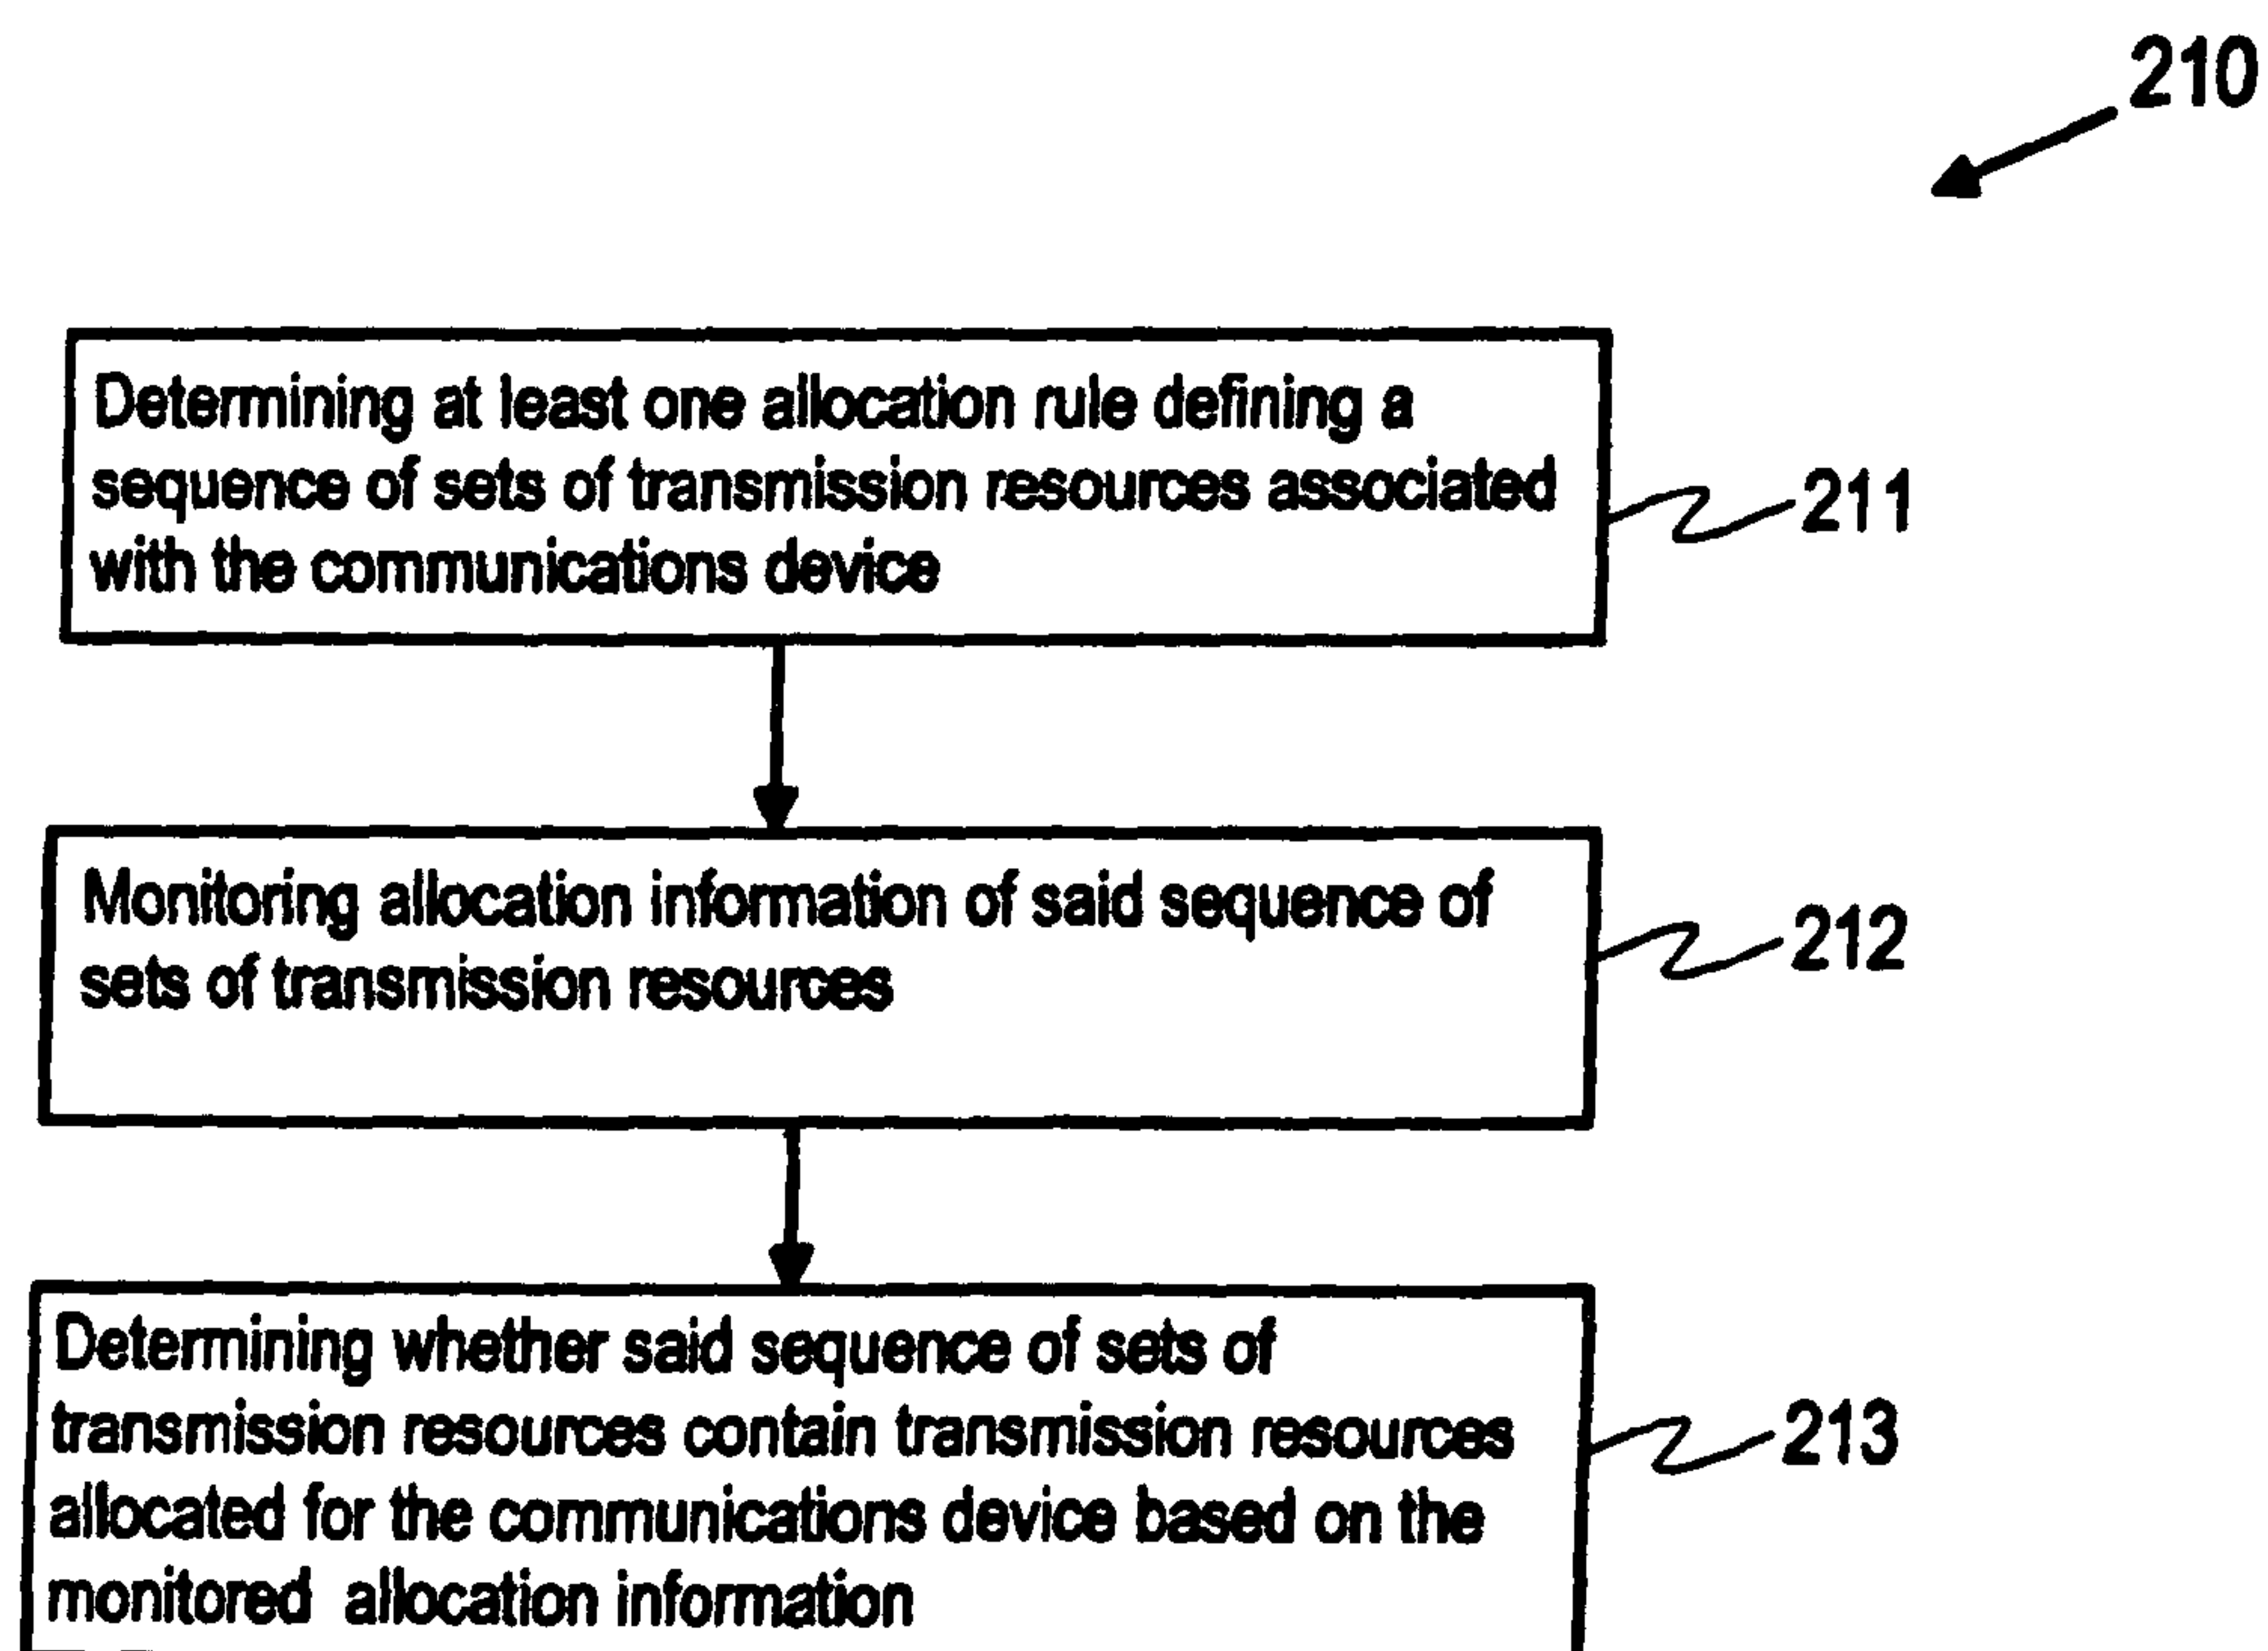 210
Determining at least one allocation rule defining a
sequence of sets of transmission resources associated
with the communications device
211
Monitoring allocation information of said sequence of
sets of transmission resources
212
Determining whether said sequence of sets of
transmission resources contain transmission resources
allocated for the communications device based on the
monitored allocation information
213